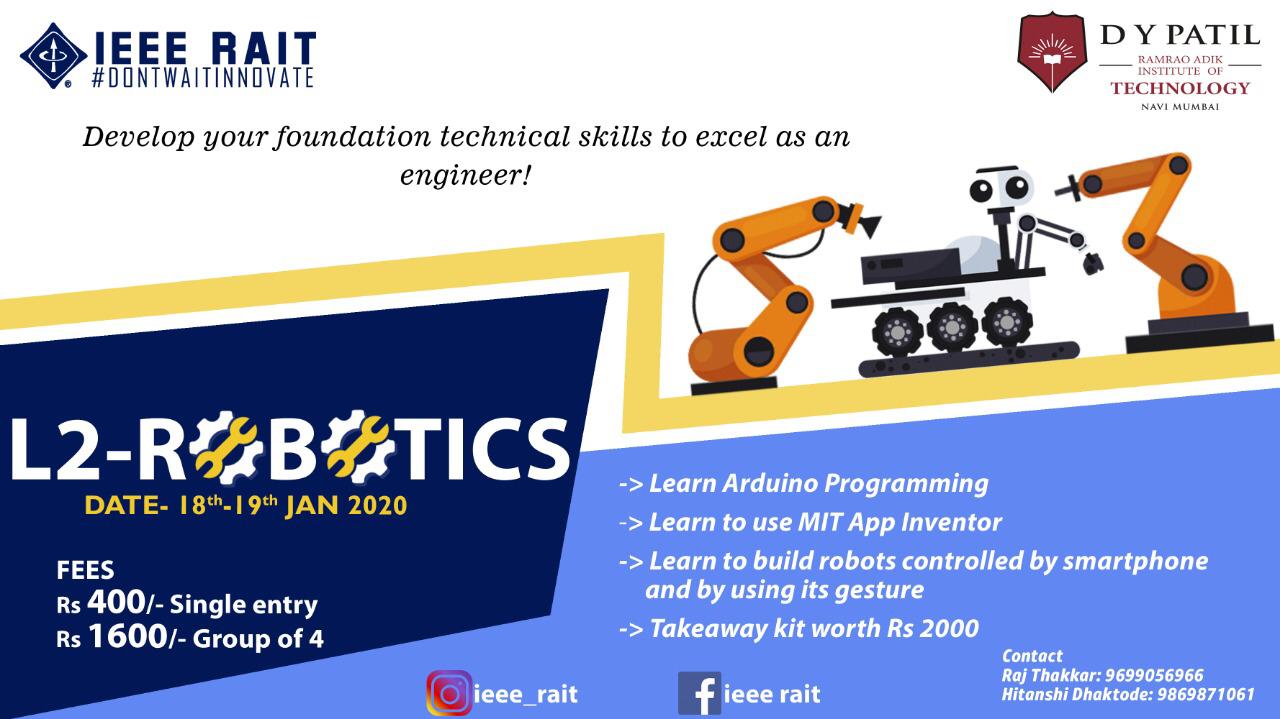 IEEE RAIT
#DONTWAITINNOVATE
D Y PATIL
RAMRAO ADIK
INSTITUTE OF
TECHNOLOGY
NAVI MUMBAI
Develop your foundation technical skills to excel as an
engineer!
L2-ROBOTICS
DATE- 18th-19th JAN 2020
FEES
Rs 400/- Single entry
Rs 1600/- Group of 4
-> Learn Arduino Programming
-> Learn to use MIT App Inventor
-> Learn to build robots controlled by smartphone
and by using its gesture
-> Takeaway kit worth Rs 2000
Contact
Raj Thakkar: 9699056966
Hitanshi Dhaktode: 9869871061
ieee_rait
ieee rait